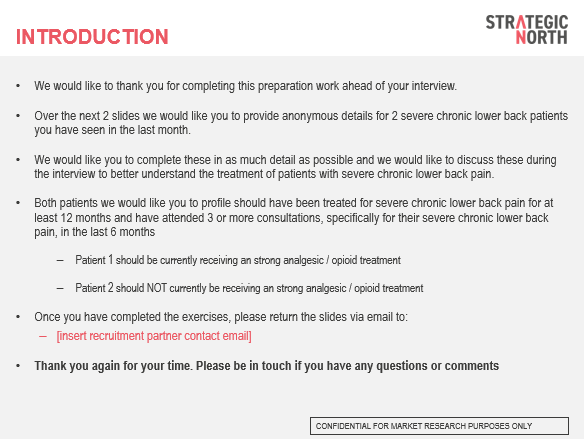 INTRODUCTION
STRATEGIC
NORTH
• We would like to thank you for completing this preparation work ahead of your interview.
• Over the next 2 slides we would like you to provide anonymous details for 2 severe chronic lower back patients
you have seen in the last month.
• We would like you to complete these in as much detail as possible and we would like to discuss these during
the interview to better understand the treatment of patients with severe chronic lower back pain.
• Both patients we would like you to profile should have been treated for severe chronic lower back pain for at
least 12 months and have attended 3 or more consultations, specifically for their severe chronic lower back
pain, in the last 6 months
– Patient 1 should be currently receiving an strong analgesic / opioid treatment
– Patient 2 should NOT currently be receiving an strong analgesic / opioid treatment
• Once you have completed the exercises, please return the slides via email to:
– [insert recruitment partner contact email]
• Thank you again for your time. Please be in touch if you have any questions or comments
CONFIDENTIAL FOR MARKET RESEARCH PURPOSES ONLY